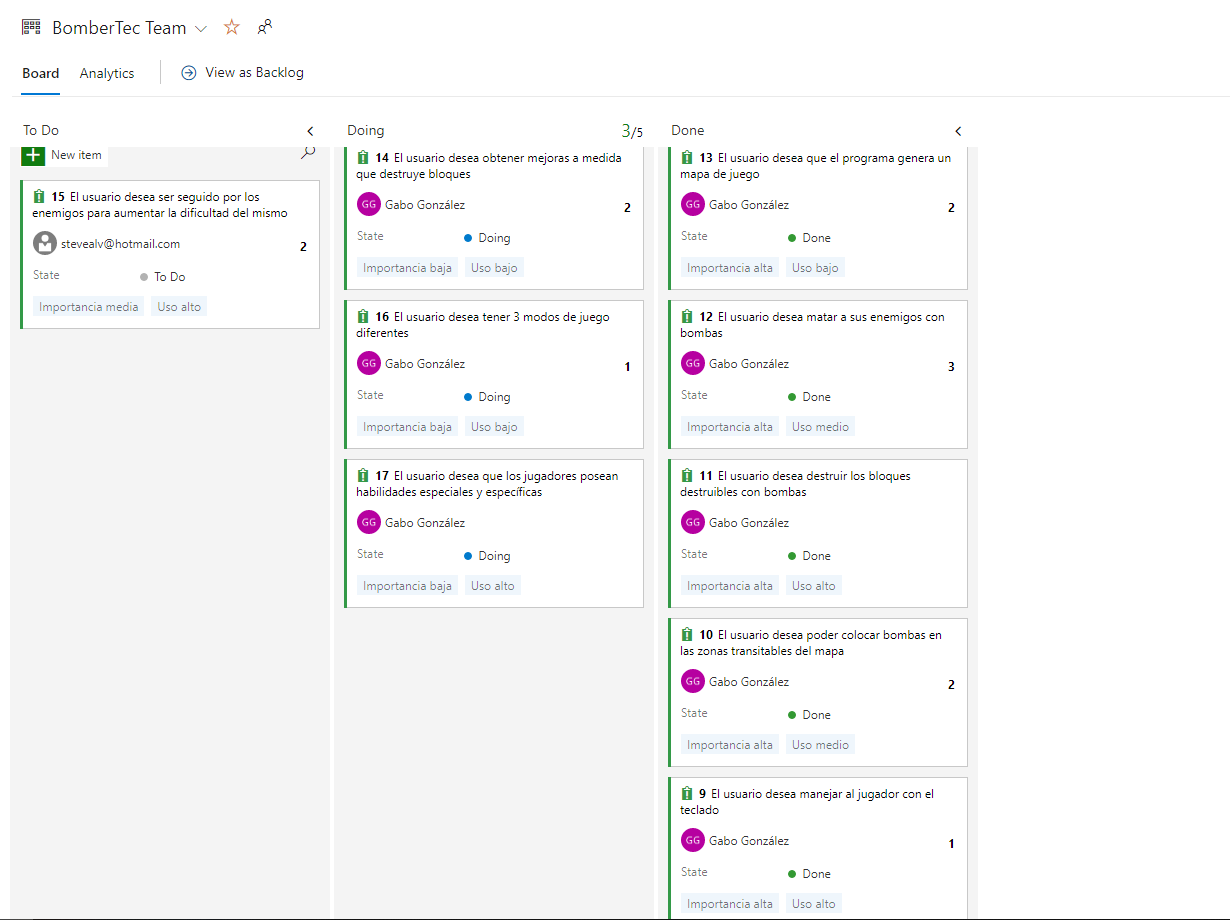 BomberTec Team
Board Analytics View as Backlog
To Do
New item
15 El usuario desea ser seguido por los
enemigos para aumentar la dificultad del mismo
stevealv@hotmail.com 2
State To Do
Importancia media Uso alto
Doing 3/5
14 El usuario desea obtener mejoras a medida
que destruye bloques
GG Gabo González 2
State Doing
Importancia baja Uso bajo
16 El usuario desea tener 3 modos de juego
diferentes
GG Gabo González 1
State Doing
Importancia baja Uso bajo
17 El usuario desea que los jugadores posean
habilidades especiales y específicas
GG Gabo González
State Doing
Importancia baja Uso alto
Done
13 El usuario desea que el programa genera un
mapa de juego
GG Gabo González 2
State Done
Importancia alta Uso bajo
12 El usuario desea matar a sus enemigos con
bombas
GG Gabo González 3
State Done
Importancia alta Uso medio
11 El usuario desea destruir los bloques
destruibles con bombas
GG Gabo González
State Done
Importancia alta Uso alto
10 El usuario desea poder colocar bombas en
las zonas transitables del mapa
GG Gabo González 2
State Done
Importancia alta Uso medio
9 El usuario desea manejar al jugador con el
teclado
GG Gabo González 1
State Done
Importancia alta Uso alto